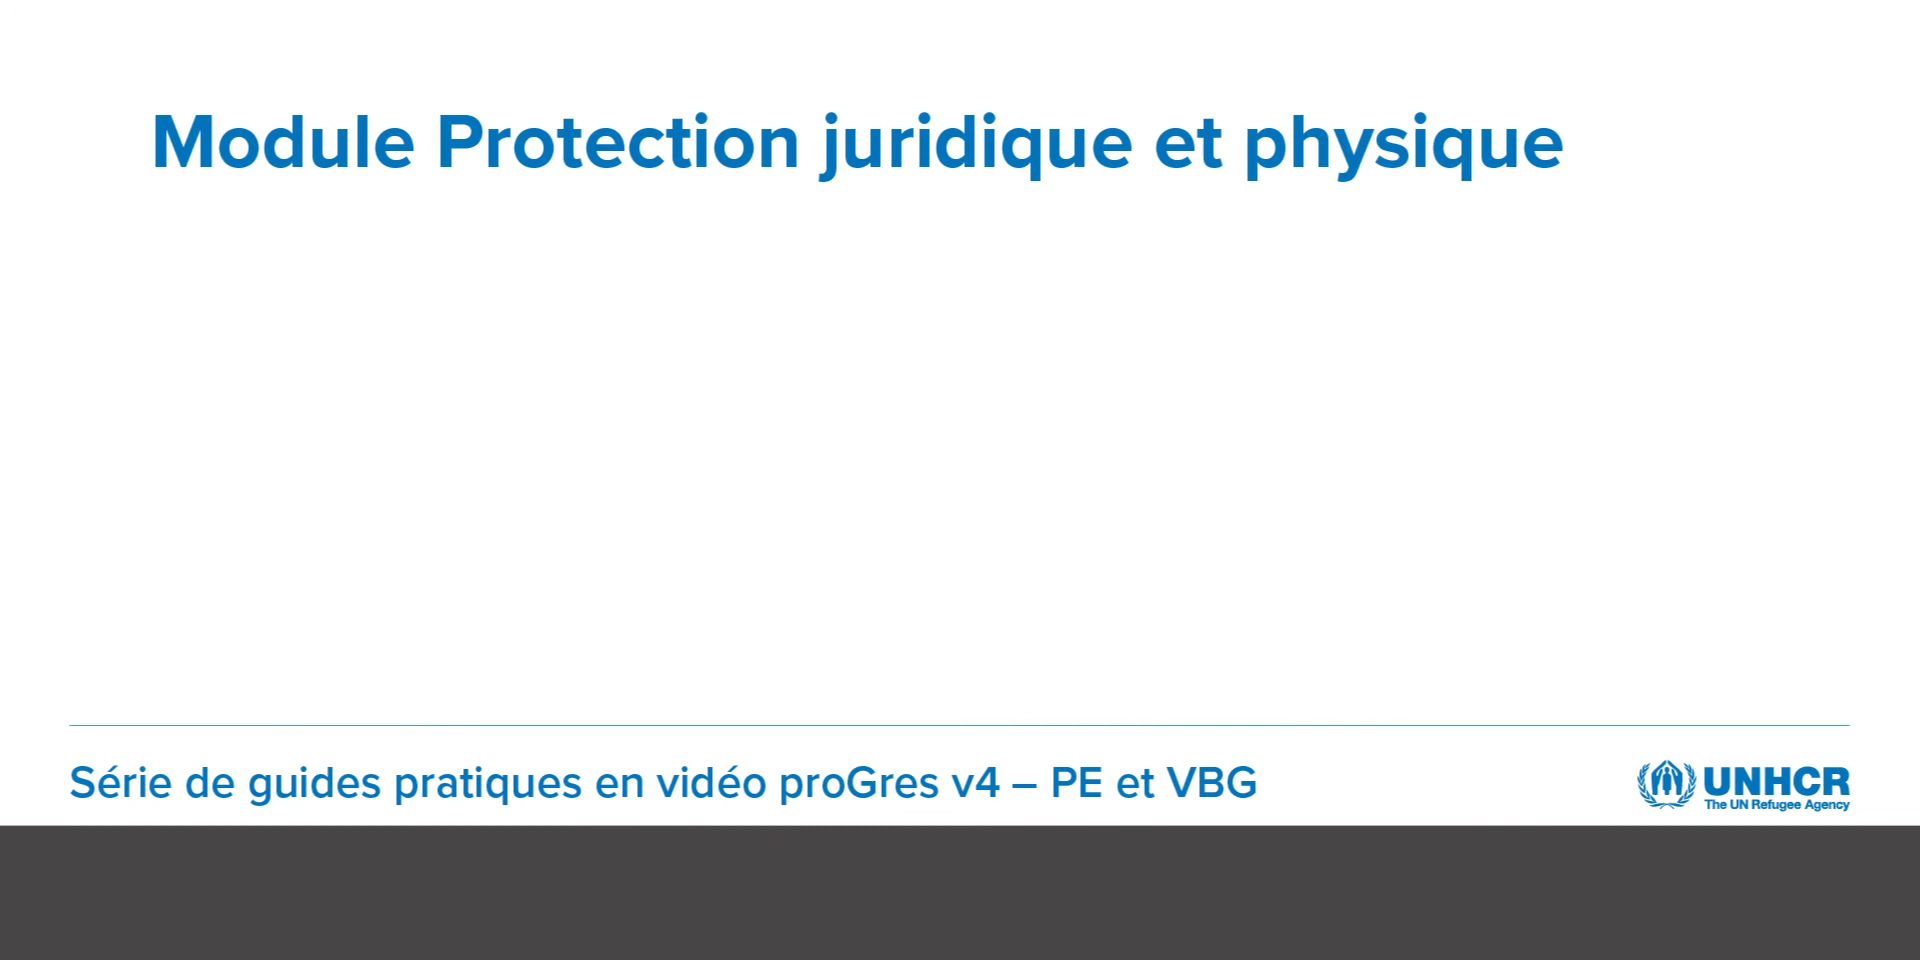 Module Protection juridique et physique
Série de guides pratiques en vidéo proGres v4 – PE et VBG
UNHCR
The UN Refugee Agency